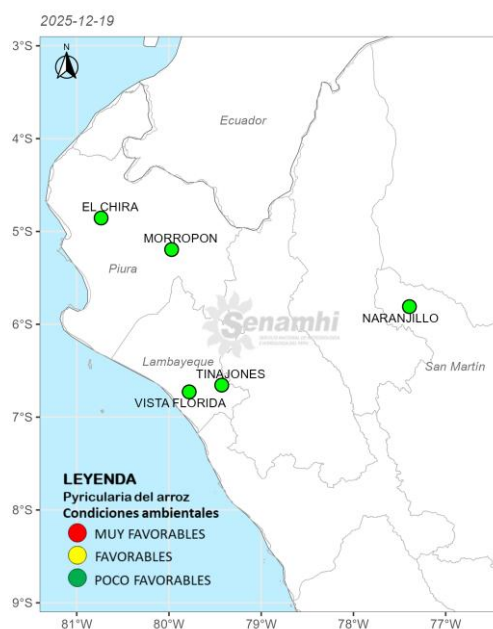 2025-12-19
3°S
N
Ecuador
4°S
EL CHIRA
5°S
MORROPON
Piura
NARANJILLO
6°S
Senamhi
San Martín
Lambayeque
TINAJONES
VISTA FLORIDA
7°S
LEYENDA
Pyricularia del arroz
Condiciones ambientales
MUY FAVORABLES
FAVORABLES
POCO FAVORABLES
8°S
9°S
81°W 80°W 79°W 78°W 77°W